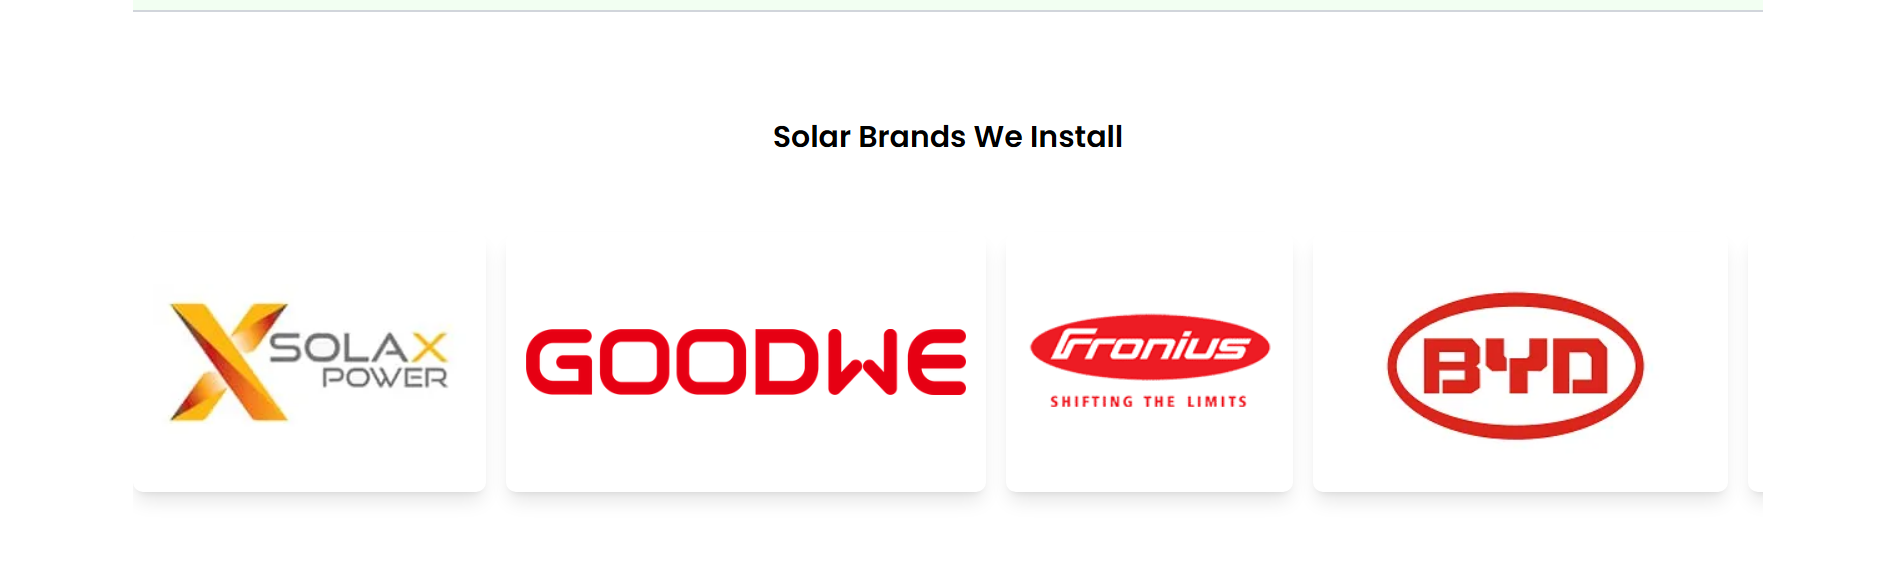 Solar Brands We Install
SOLAX
POWER
GOODWE
Fronius
SHIFTING THE LIMITS
BYD